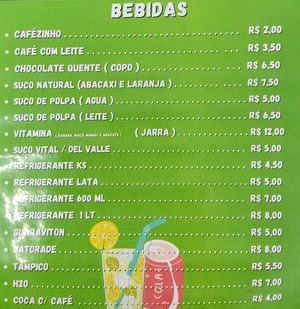 BEBIDAS
• CAFÉZINHO R$ 2,00
• CAFÉ COM LEITE R$ 3,50
• CHOCOLATE QUENTE ( COPO ) R$ 6,50
• SUCO NATURAL (ABACAXI E LARANJA ) R$ 7,50
• SUCO DE POLPA ( AGUA ) R$ 5,00
• SUCO DE POLPA ( LEITE ) R$ 6,50
• VITAMINA ( BANANA MAÇÃ MAMÃO E ABACATE ) ( JARRA ) R$ 12,00
• SUCO VITAL / DEL VALLE R$ 5,00
• REFRIGERANTE KS R$ 4,50
• REFRIGERANTE LATA R$ 5,00
• REFRIGERANTE 600 ML R$ 7,00
• REFRIGERANTE 1 LT R$ 8,00
• GUARAVITON R$ 5,00
• GATORADE R$ 8,00
• TAMPICO R$ 5,50
• H2O R$ 7,00
• COCA C/ CAFÉ R$ 4,00
COLA